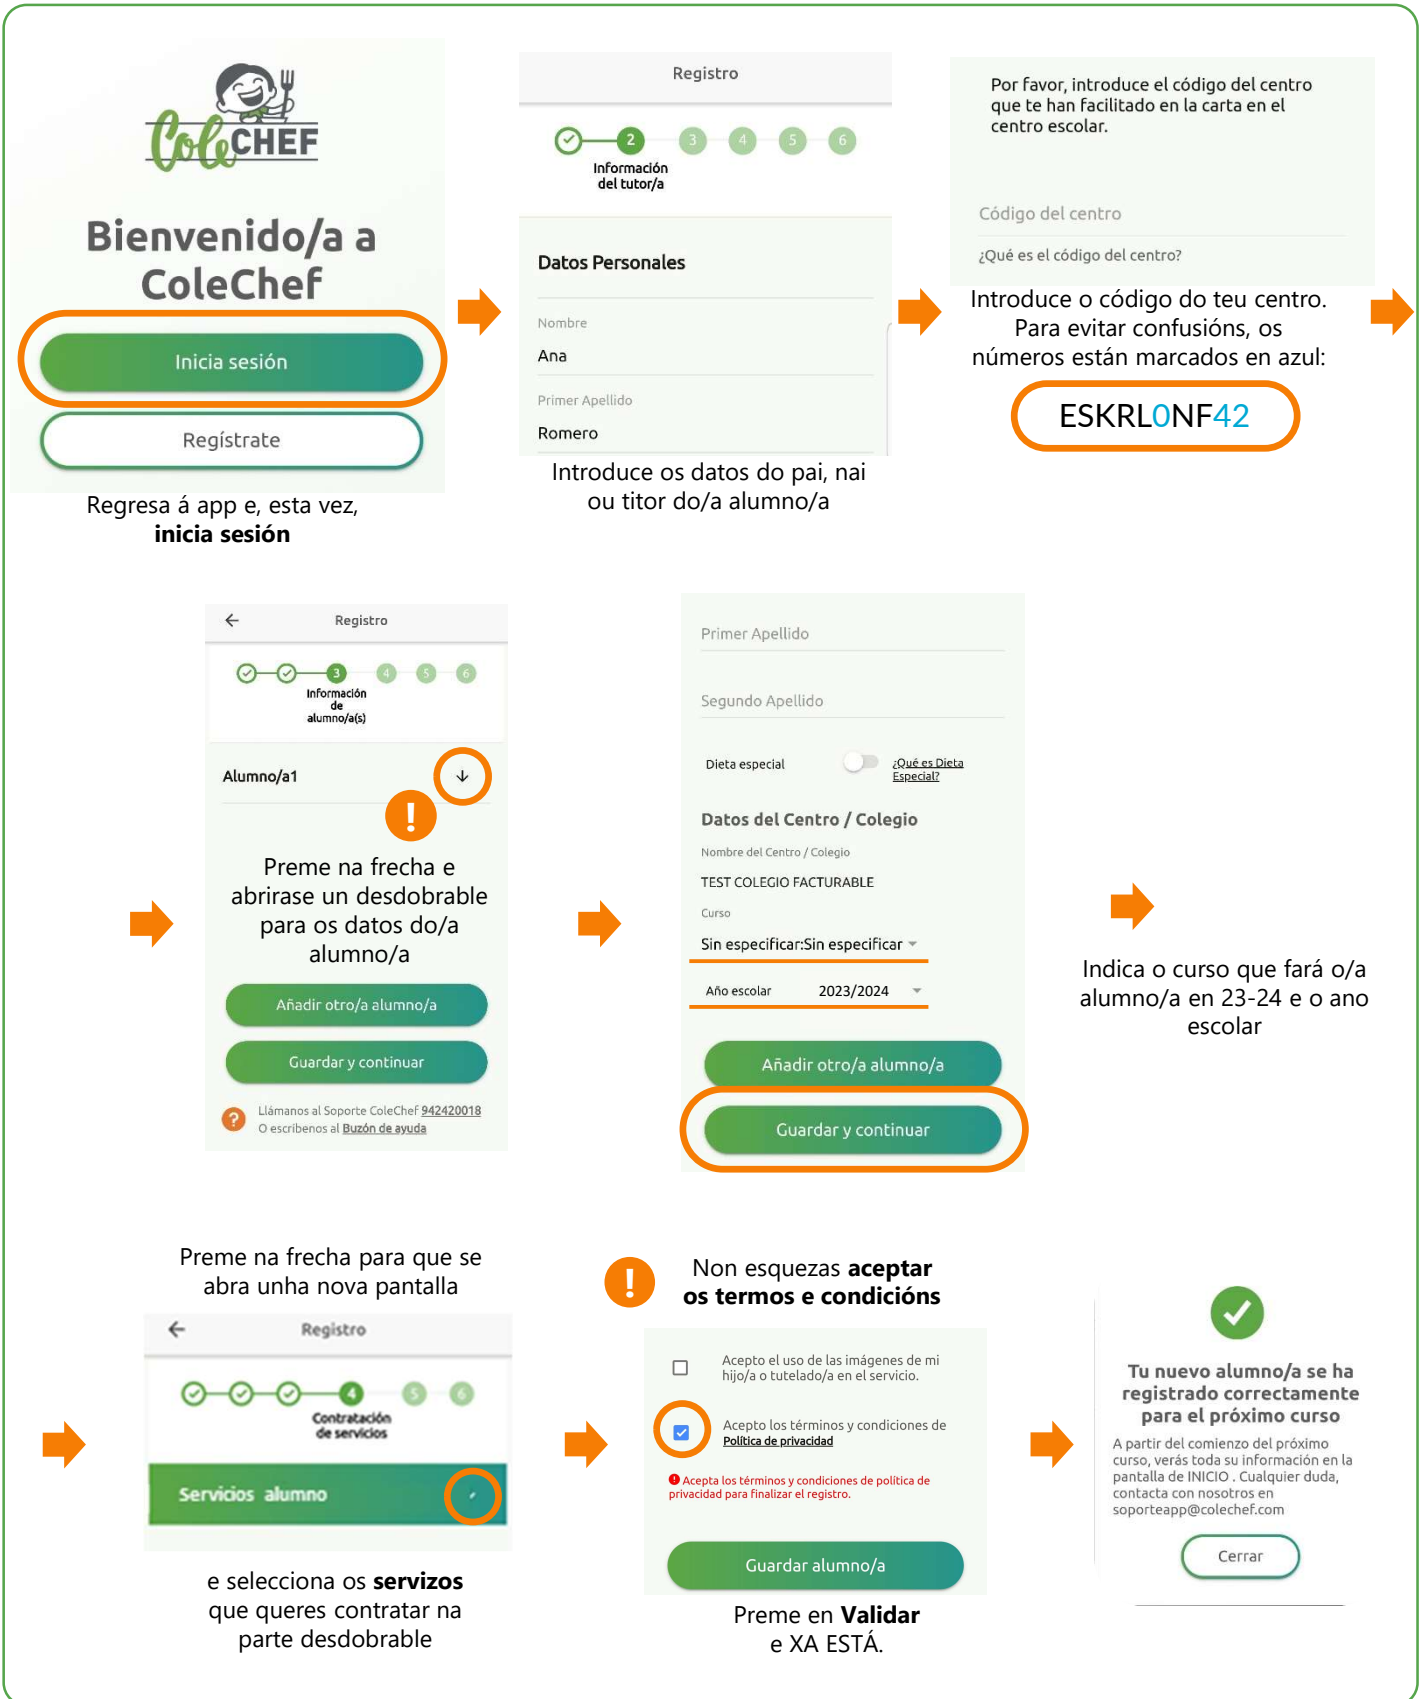 ColeCHEF
Bienvenido/a a
ColeChef
Inicia sesión
Regístrate
Regresa á app e, esta vez,
inicia sesión
Registro
2 3 4 5 6
Información
del tutor/a
Datos Personales
Nombre
Ana
Primer Apellido
Romero
Introduce os datos do pai, nai
ou titor do/a alumno/a
Por favor, introduce el código del centro
que te han facilitado en la carta en el
centro escolar.
Código del centro
¿Qué es el código del centro?
Introduce o código do teu centro.
Para evitar confusións, os
números están marcados en azul:
ESKRL0NF42
Registro
3 4 5 6
Información
de
alumno/a(s)
Alumno/a1
!
Preme na frecha e
abrirase un desdobrable
para os datos do/a
alumno/a
Añadir otro/a alumno/a
Guardar y continuar
?
Llámanos al Soporte ColeChef 942420018
O escríbenos al Buzón de ayuda
Primer Apellido
Segundo Apellido
Dieta especial
¿Qué es Dieta
Especial?
Datos del Centro / Colegio
Nombre del Centro / Colegio
TEST COLEGIO FACTURABLE
Curso
Sin especificar:Sin especificar
Año escolar 2023/2024
Añadir otro/a alumno/a
Guardar y continuar
Indica o curso que fará o/a
alumno/a en 23-24 e o ano
escolar
Preme na frecha para que se
abra unha nova pantalla
Registro
4 5 6
Contratación
de servicios
Servicios alumno
e selecciona os servizos
que queres contratar na
parte desdobrable
!
Non esquezas aceptar
os termos e condicións
Acepto el uso de las imágenes de mi
hijo/a o tutelado/a en el servicio.
Acepto los términos y condiciones de
Política de privacidad
! Acepta los términos y condiciones de política de
privacidad para finalizar el registro.
Guardar alumno/a
Preme en Validar
e XA ESTÁ.
Tu nuevo alumno/a se ha
registrado correctamente
para el próximo curso
A partir del comienzo del próximo
curso, verás toda su información en la
pantalla de INICIO . Cualquier duda,
contacta con nosotros en
soporteapp@colechef.com
Cerrar